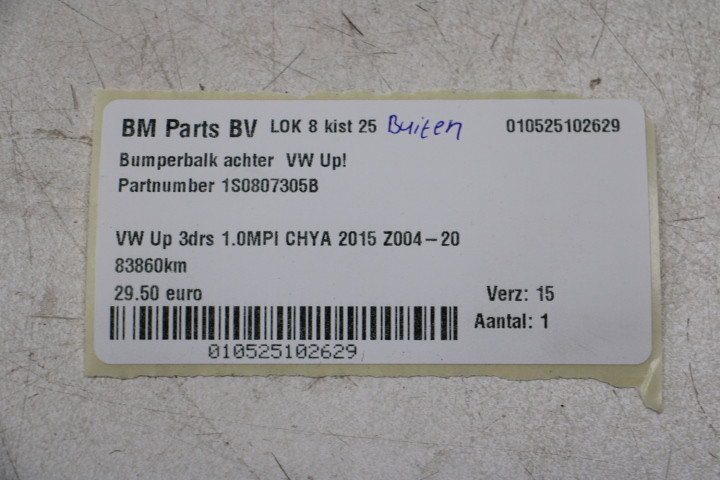 BM Parts BV LOK 8 kist 25 Buiten 010525102629
Bumperbalk achter VW Up!
Partnumber 1S0807305B
VW Up 3drs 1.0MPI CHYA 2015 Z004-20
83860km
29.50 euro Verz: 15
Aantal: 1
010525102629